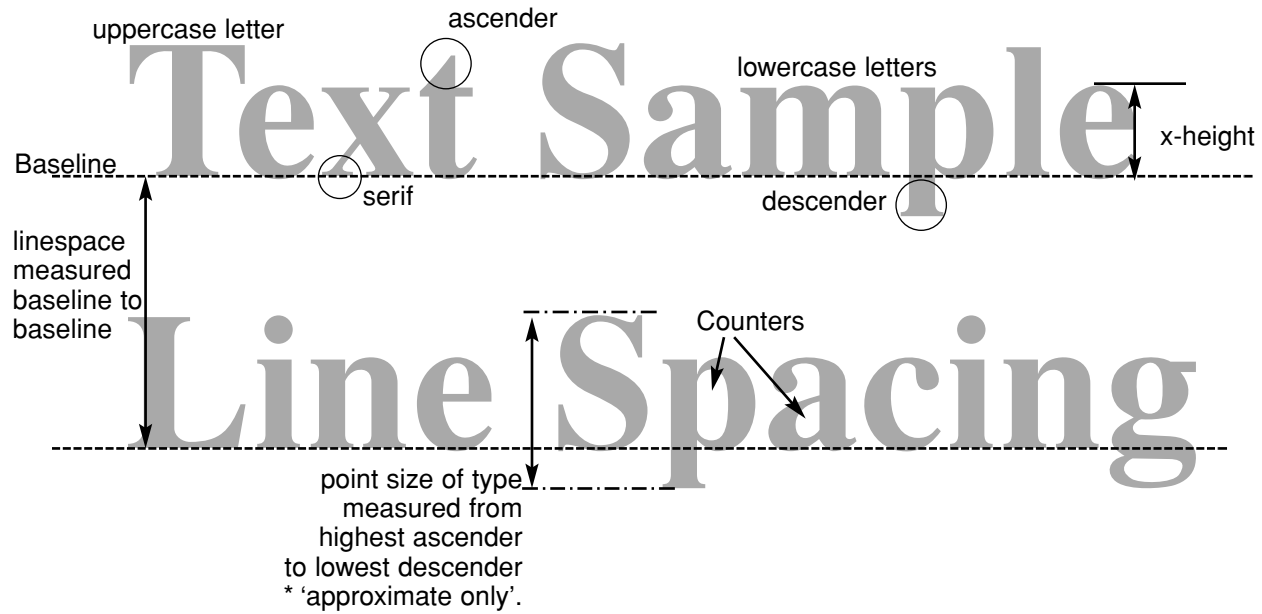 uppercase letter
ascender
Text Sample
lowercase letters
x-height
Baseline
serif
descender
linespace
measured
baseline to
baseline
Counters
Line Spacing
point size of type
measured from
highest ascender
to lowest descender
* ‘approximate only’.